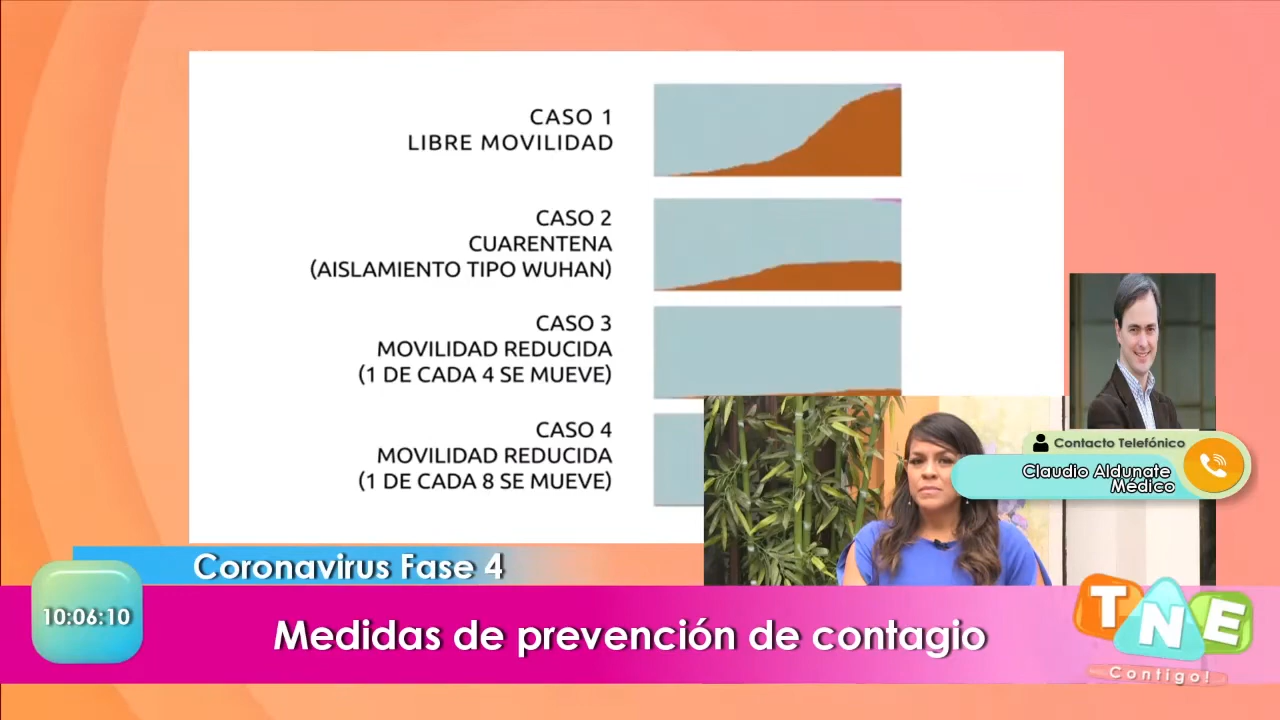 CASO 1
LIBRE MOVILIDAD
CASO 2
CUARENTENA
(AISLAMIENTO TIPO WUHAN)
CASO 3
MOVILIDAD REDUCIDA
(1 DE CADA 4 SE MUEVE)
CASO 4
MOVILIDAD REDUCIDA
(1 DE CADA 8 SE MUEVE)
Contacto Telefónico
Claudio Aldunate
Médico
Coronavirus Fase 4
10:06:10
Medidas de prevención de contagio
TNE
Contigo!